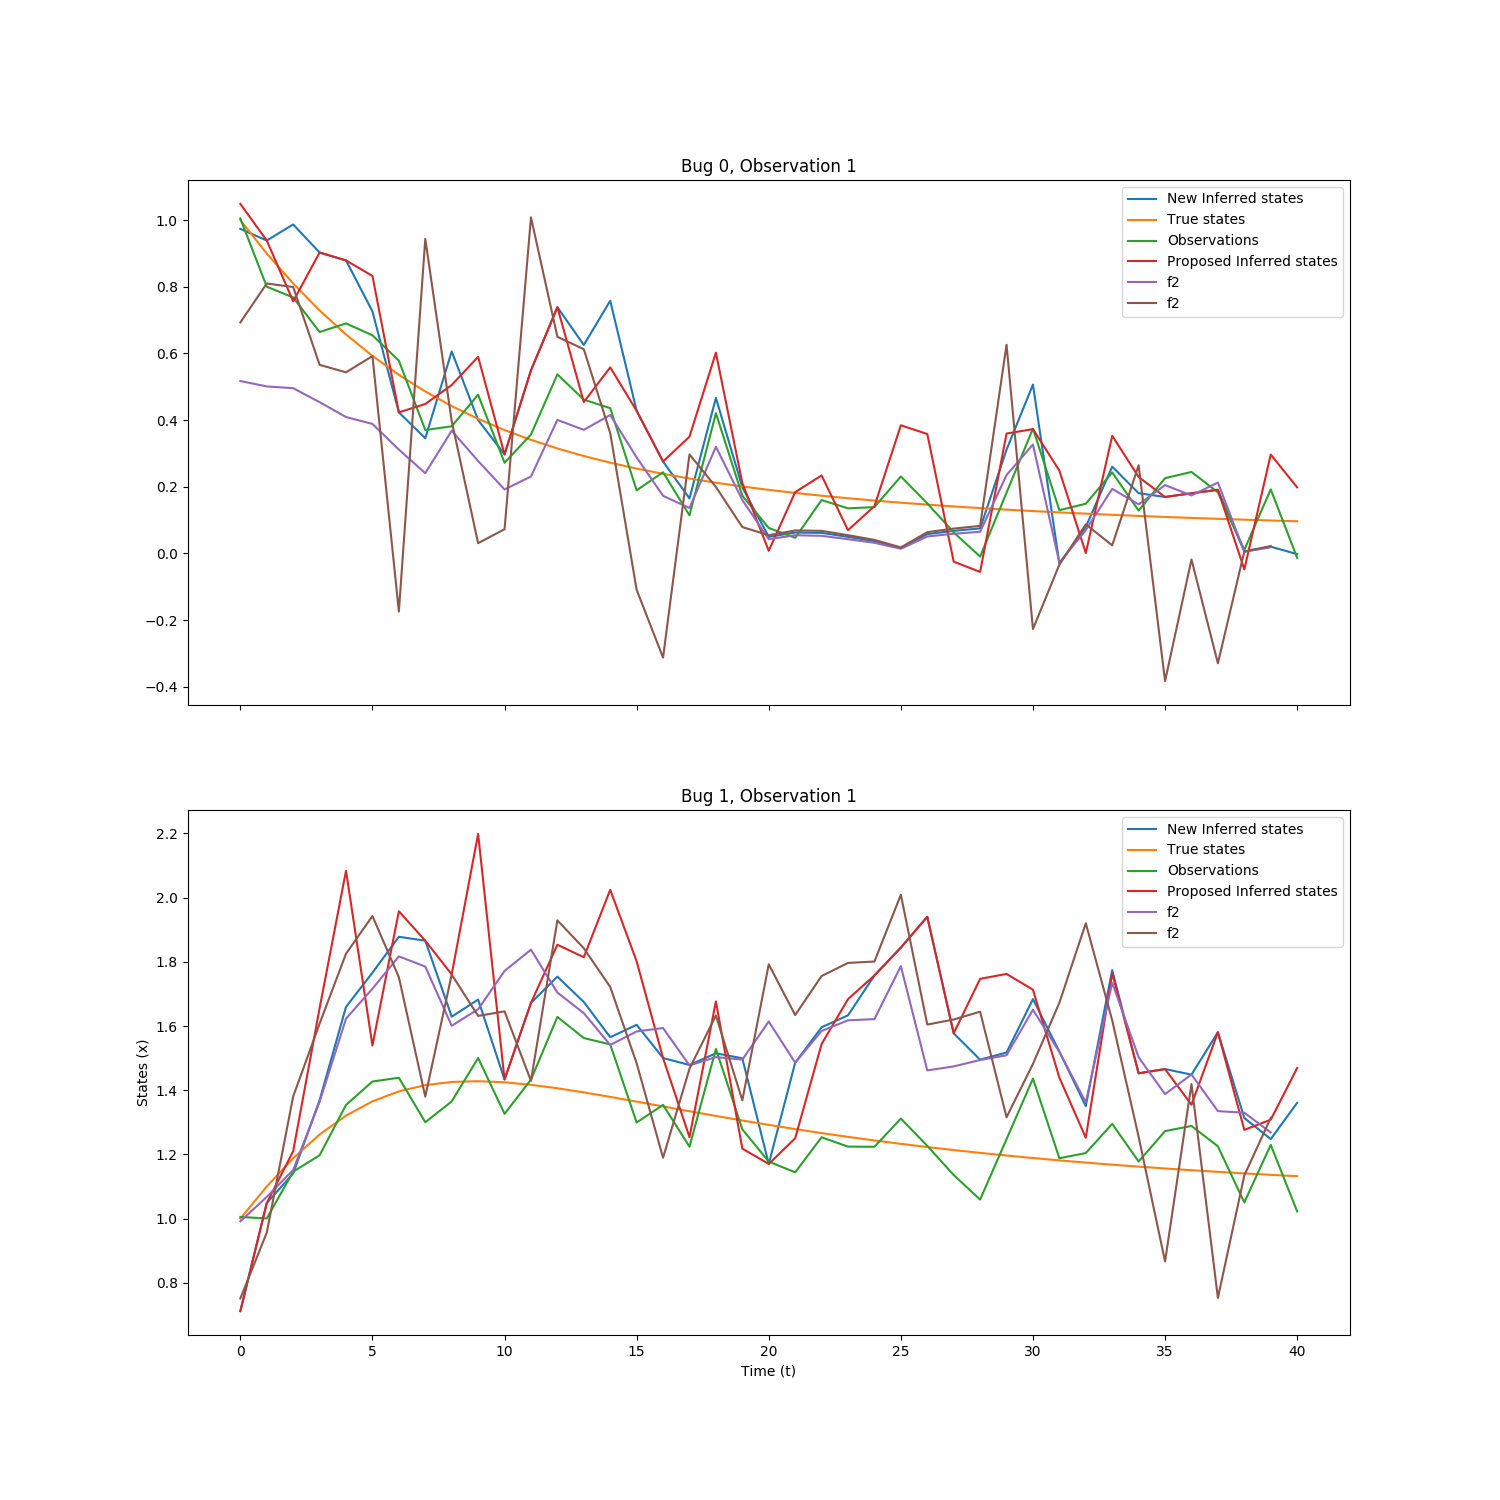 Bug 0, Observation 1
1.0
0.8
0.6
0.4
0.2
0.0
−0.2
−0.4
New Inferred states
True states
Observations
Proposed Inferred states
f2
f2
Bug 1, Observation 1
States (x)
2.2
2.0
1.8
1.6
1.4
1.2
1.0
0.8
New Inferred states
True states
Observations
Proposed Inferred states
f2
f2
0 5 10 15 20 25 30 35 40
Time (t)